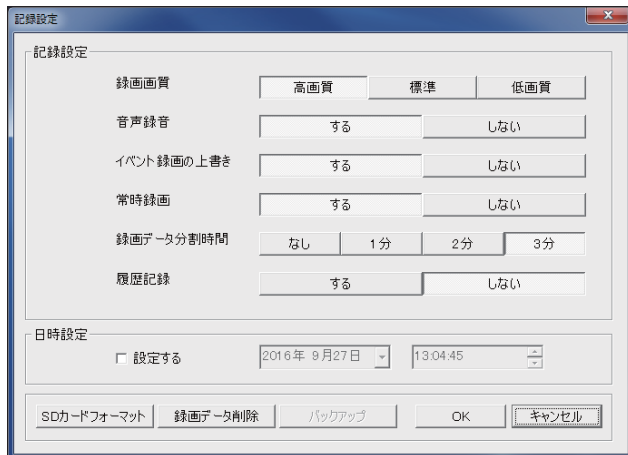 記録設定
記録設定
録画画質 高画質 標準 低画質
音声録音 する しない
イベント録画の上書き する しない
常時録画 する しない
録画データ分割時間 なし 1分 2分 3分
履歴記録 する しない
日時設定
設定する 2016年 9月27日 13:04:45
SDカードフォーマット 録画データ削除 バックアップ OK キャンセル